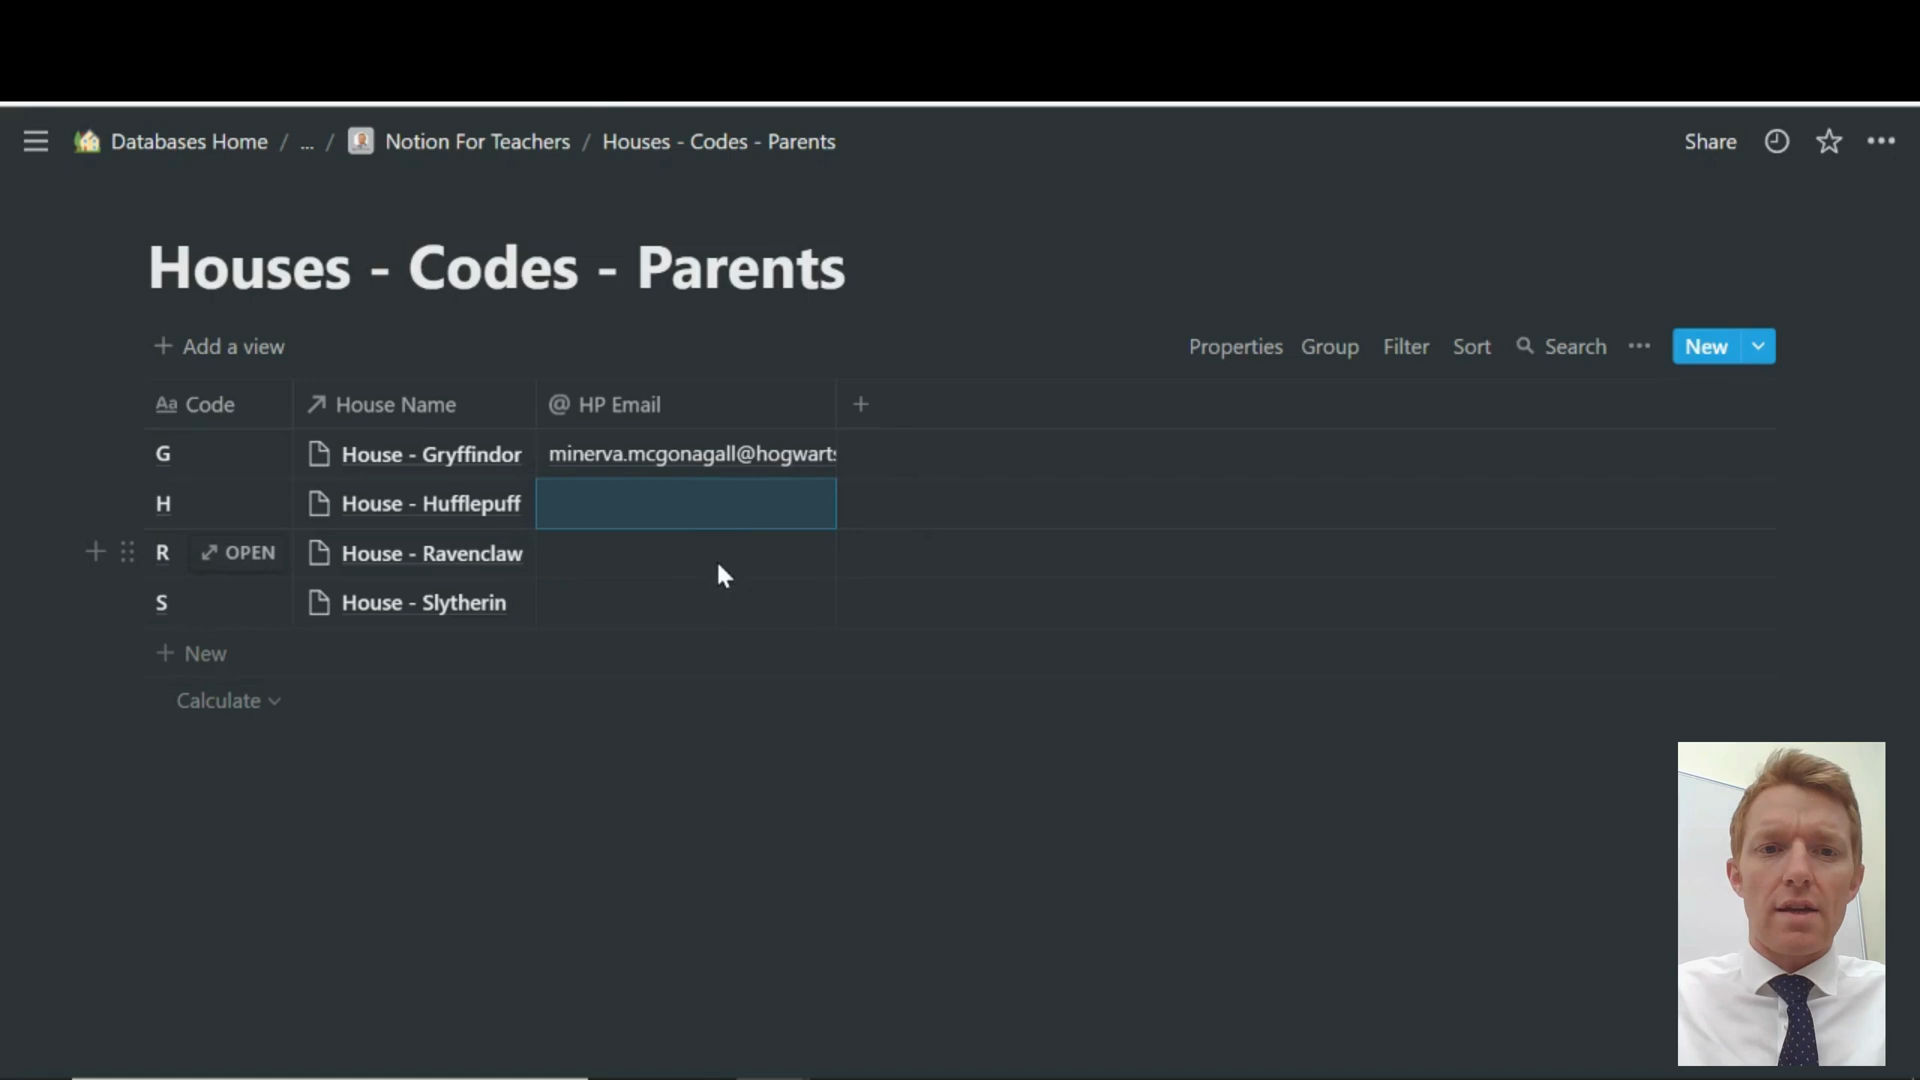 Databases Home / ... / Notion For Teachers / Houses - Codes - Parents
Share
Houses - Codes - Parents
Add a view
Properties Group Filter Sort Search New
Aa Code House Name @ HP Email
G House - Gryffindor minerva.mcgonagall@hogwarts
H House - Hufflepuff
R OPEN House - Ravenclaw
S House - Slytherin
New
Calculate